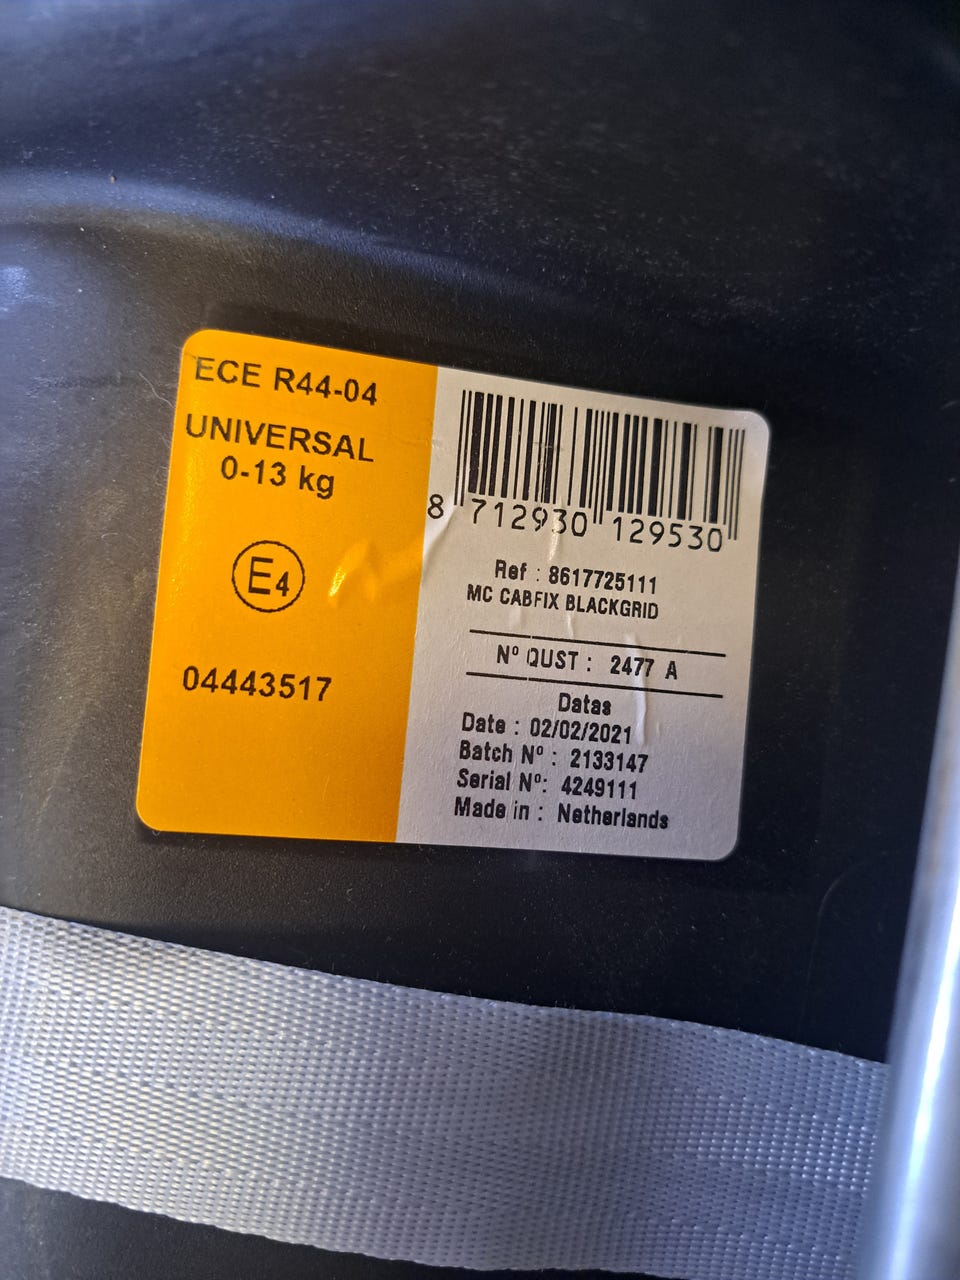 ECE R44-04
UNIVERSAL
0-13 kg
E4
04443517
8 712930 129530
Ref : 8617725111
MC CABFIX BLACKGRID
Nº QUST : 2477 A
Datas
Date : 02/02/2021
Batch Nº : 2133147
Serial Nº: 4249111
Made in : Netherlands